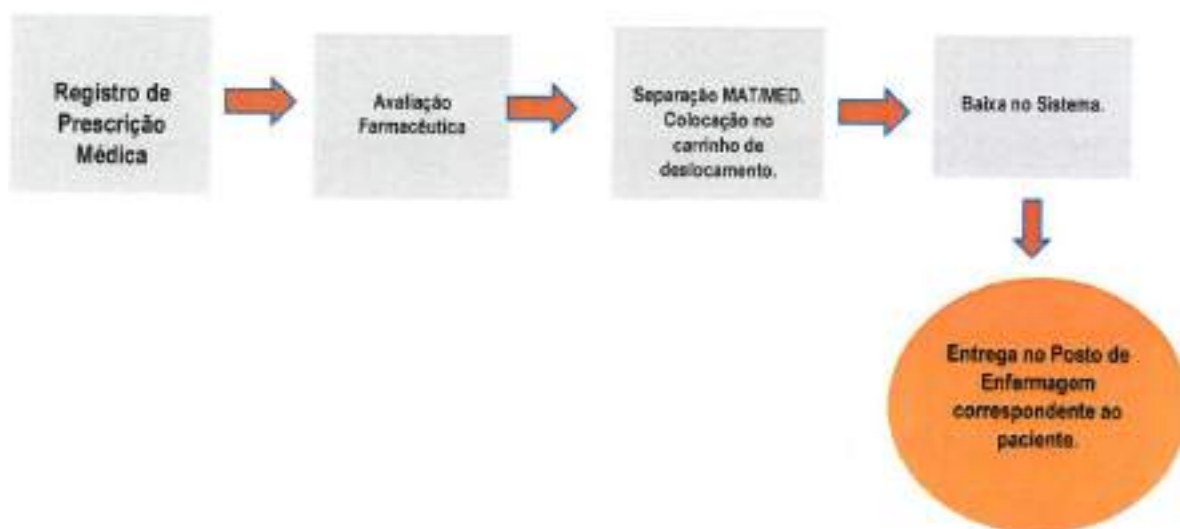 Registro de
Prescrição
Médica
Avaliação
Farmacêutica
Separação MAT/MED.
Colocação no
carrinho de
deslocamento.
Baixa no Sistema.
Entrega no Posto de
Enfermagem
correspondente ao
paciente.